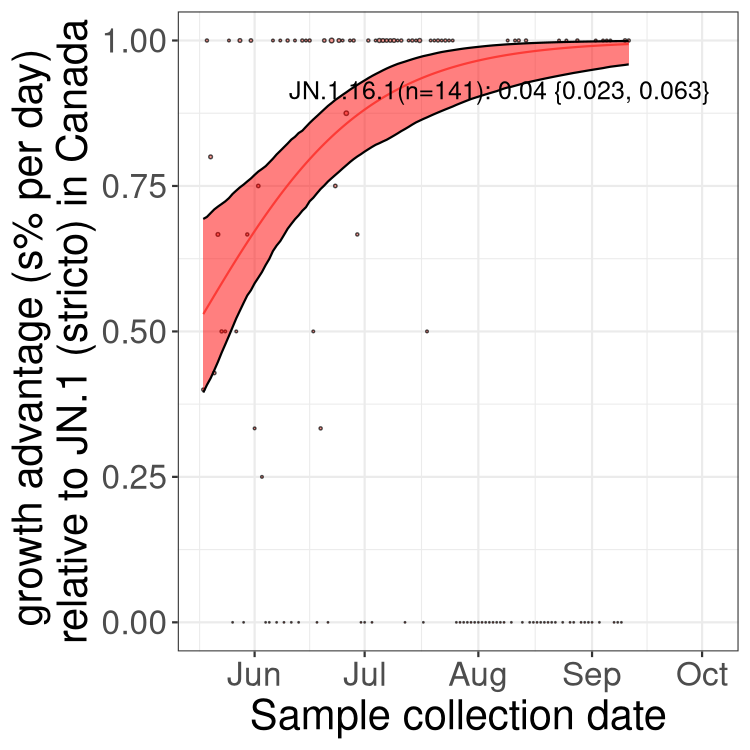 growth advantage (s% per day)
relative to JN.1 (stricto) in Canada
1.00
0.75
0.50
0.25
0.00
JN.1.16.1(n=141): 0.04 {0.023, 0.063}
Jun Jul Aug Sep Oct
Sample collection date